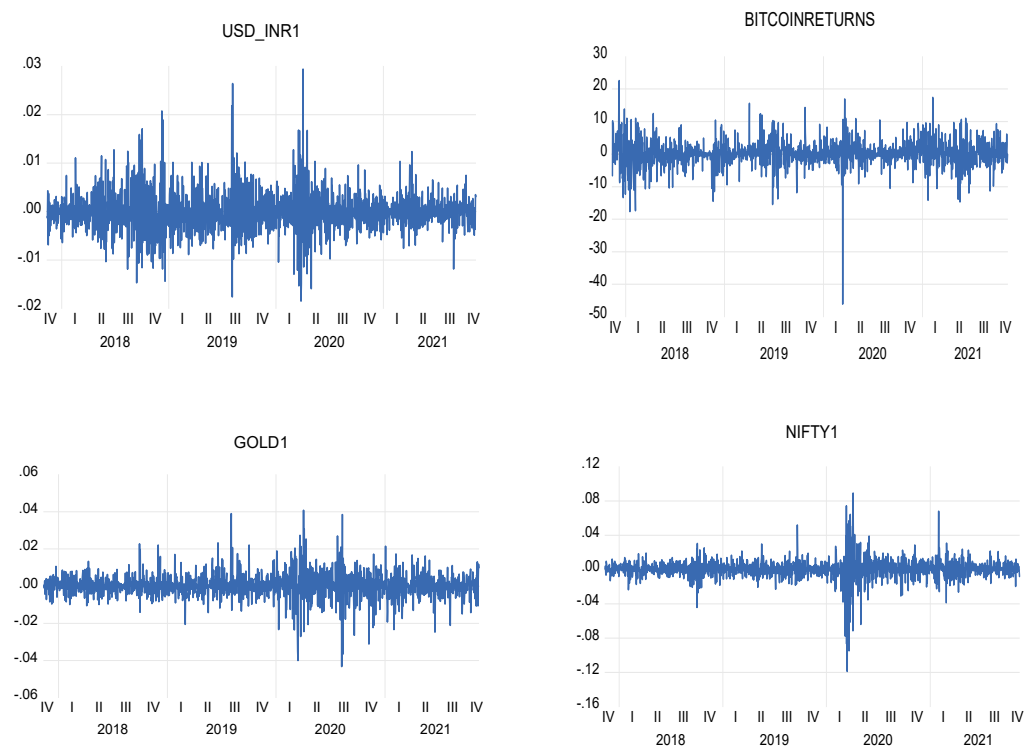 USD_INR1
.03
.02
.01
.00
-.01
-.02
IV I II III IV I II III IV I II III IV I II III IV
2018 2019 2020 2021
BITCOINRETURNS
30
20
10
0
-10
-20
-30
-40
-50
IV I II III IV I II III IV I II III IV I II III IV
2018 2019 2020 2021
GOLD1
.06
.04
.02
.00
-.02
-.04
-.06
IV I II III IV I II III IV I II III IV I II III IV
2018 2019 2020 2021
NIFTY1
.12
.08
.04
.00
-.04
-.08
-.12
-.16
IV I II III IV I II III IV I II III IV I II III IV
2018 2019 2020 2021